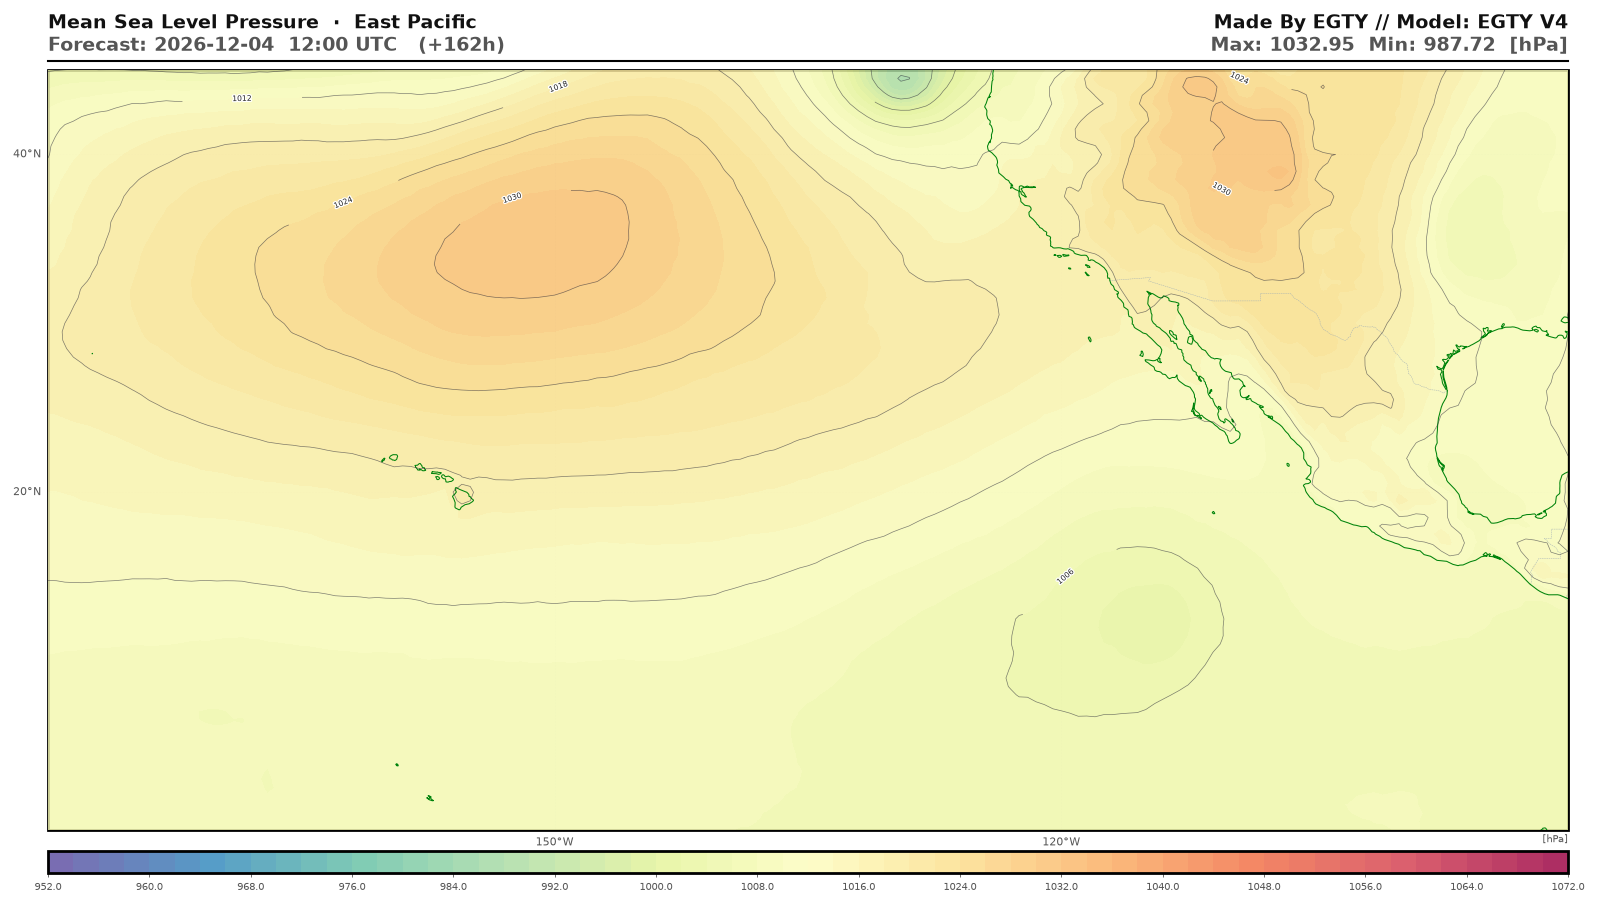 Mean Sea Level Pressure · East Pacific
Made By EGTY // Model: EGTY V4
Forecast: 2026-12-04 12:00 UTC (+162h)
Max: 1032.95 Min: 987.72 [hPa]
1024
1018
1012
40°N
1030
1030
1024
20°N
1006
150°W
120°W
[hPa]
952.0 960.0 968.0 976.0 984.0 992.0 1000.0 1008.0 1016.0 1024.0 1032.0 1040.0 1048.0 1056.0 1064.0 1072.0